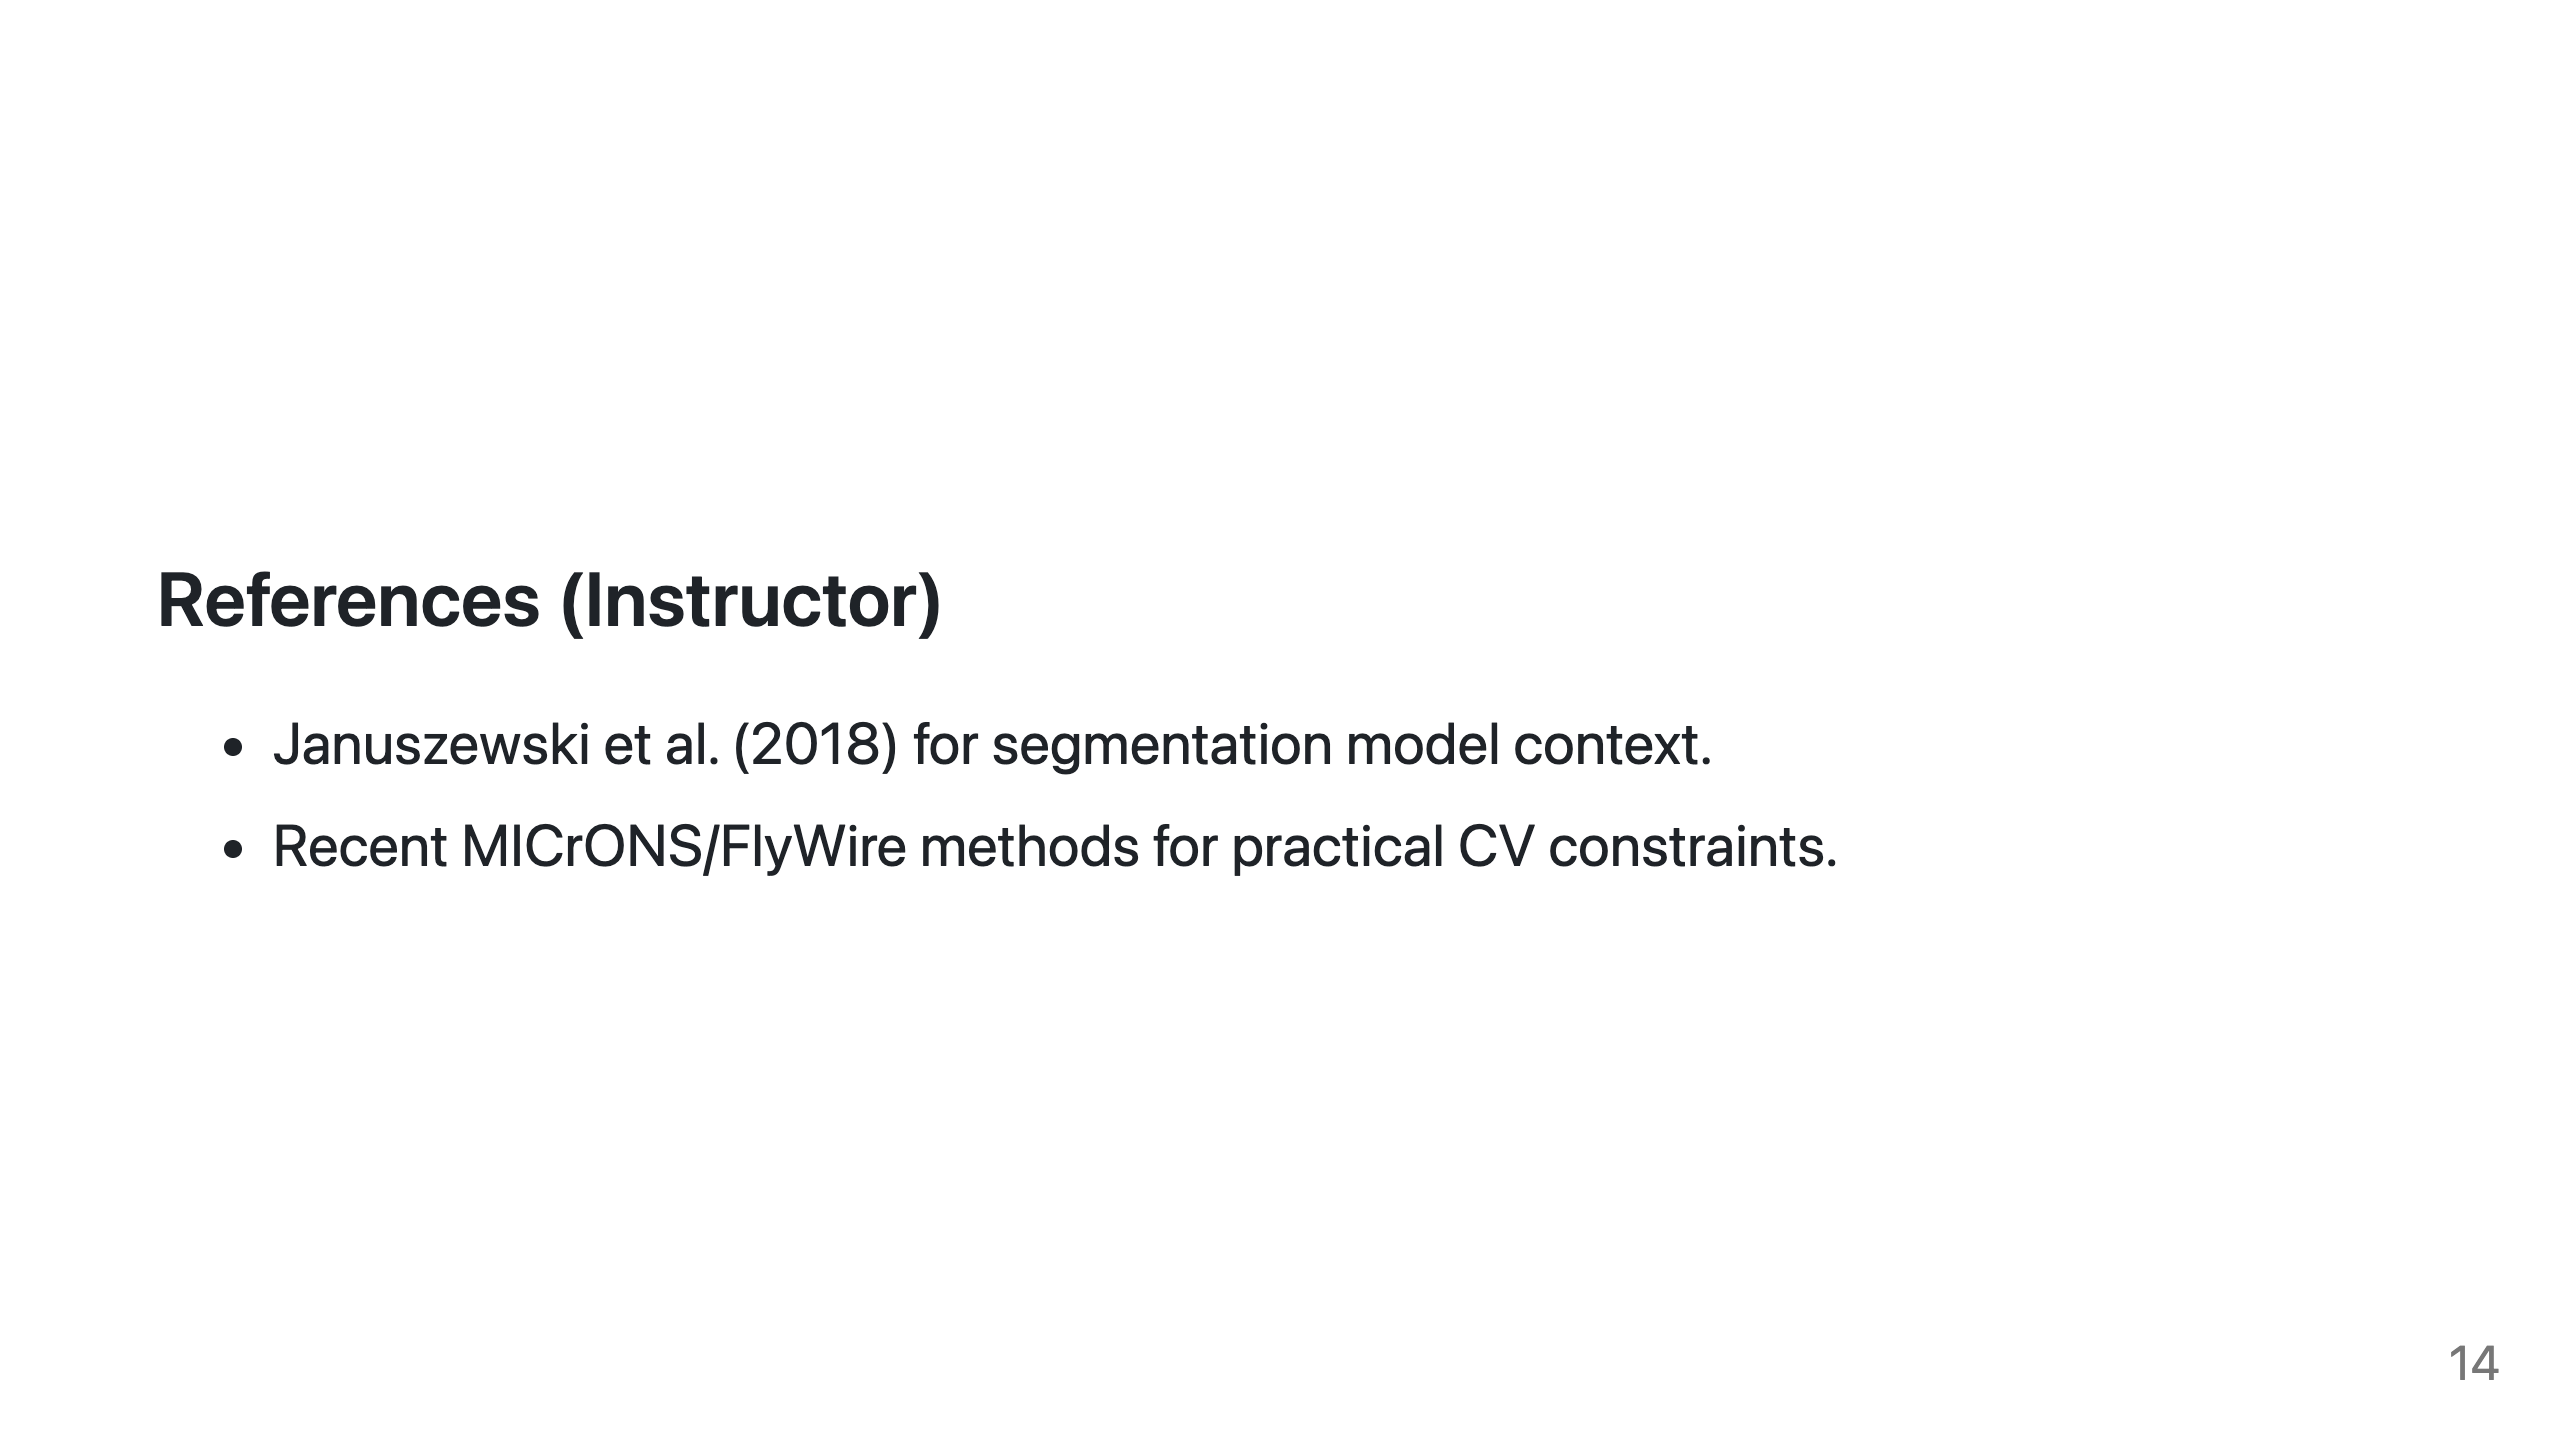 References (Instructor)
• Januszewski et al. (2018) for segmentation model context.
• Recent MICrONS/FlyWire methods for practical CV constraints.
14